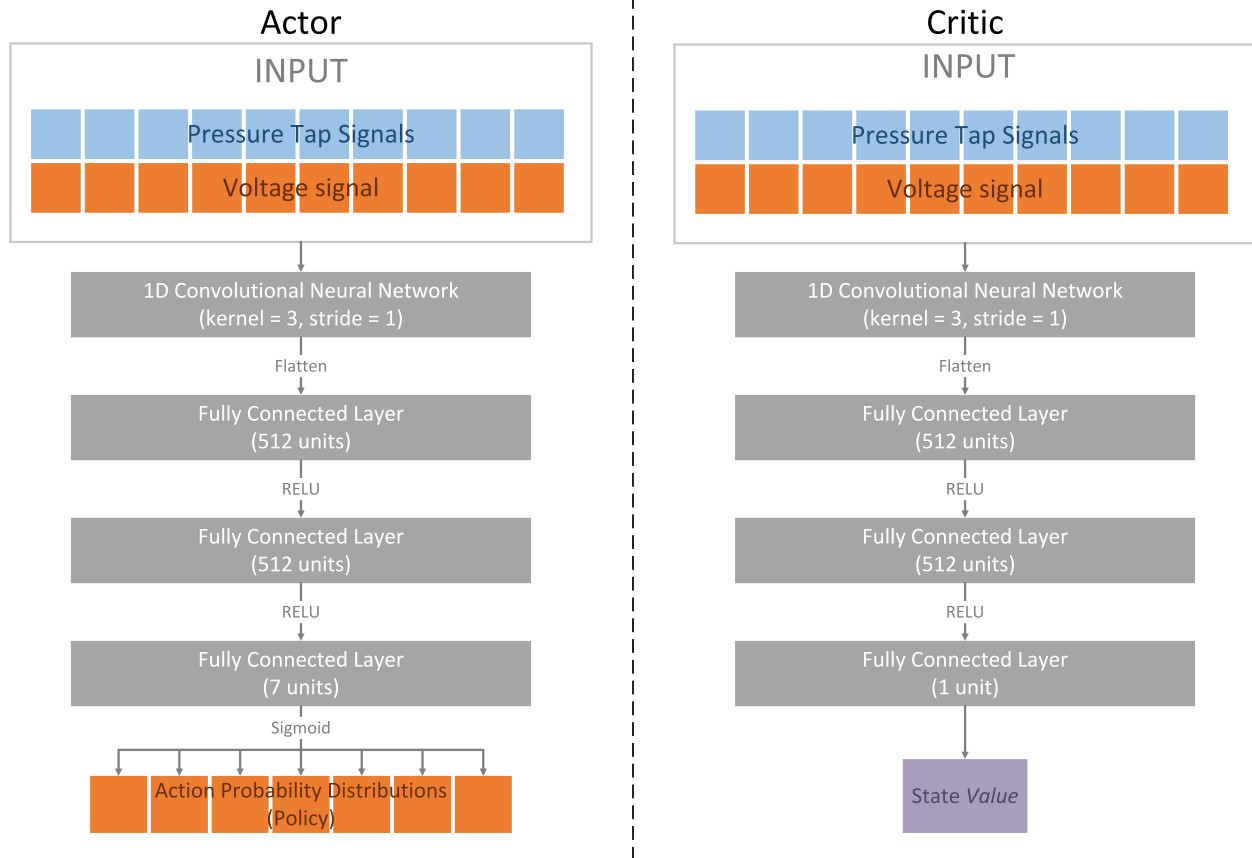 Actor
INPUT
Pressure Tap Signals
Voltage signal
1D Convolutional Neural Network
(kernel = 3, stride = 1)
Flatten
Fully Connected Layer
(512 units)
RELU
Fully Connected Layer
(512 units)
RELU
Fully Connected Layer
(7 units)
Sigmoid
Action Probability Distributions
(Policy)
Critic
INPUT
Pressure Tap Signals
Voltage signal
1D Convolutional Neural Network
(kernel = 3, stride = 1)
Flatten
Fully Connected Layer
(512 units)
RELU
Fully Connected Layer
(512 units)
RELU
Fully Connected Layer
(1 unit)
State Value